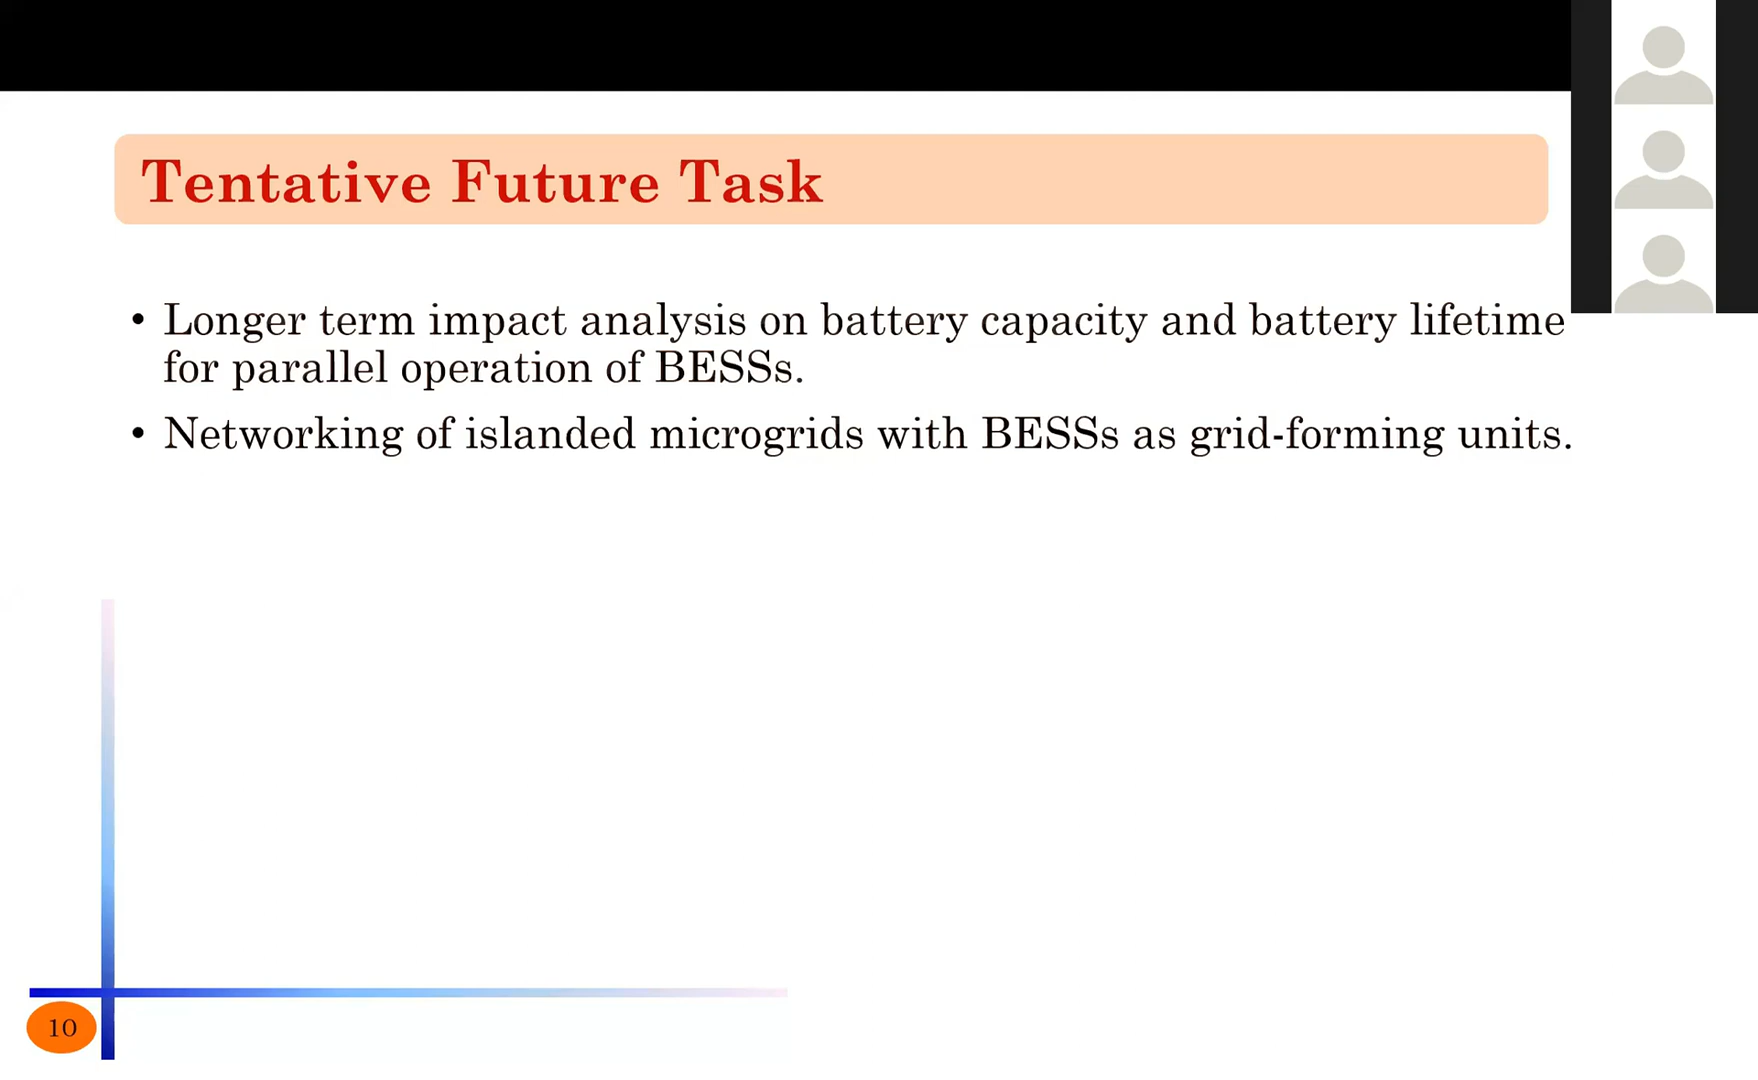 Tentative Future Task
• Longer term impact analysis on battery capacity and battery lifetime
for parallel operation of BESSs.
• Networking of islanded microgrids with BESSs as grid-forming units.
10